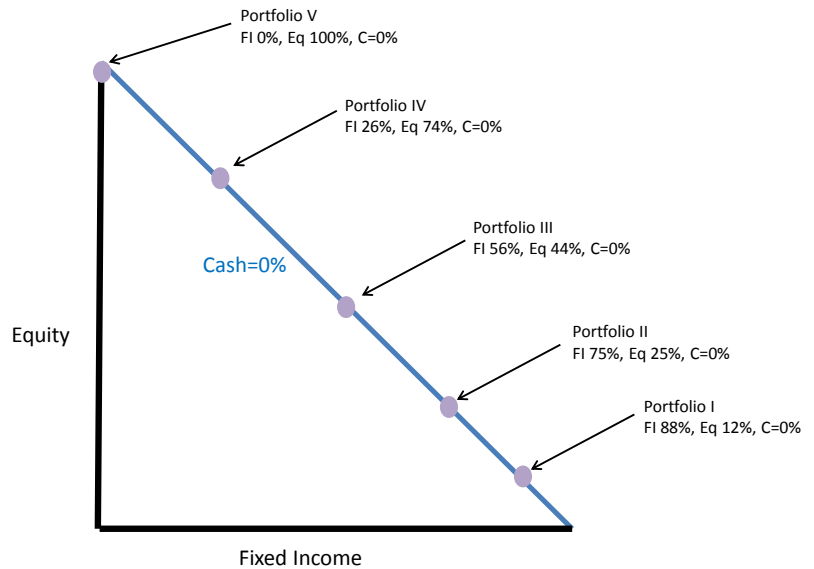 Portfolio V
FI 0%, Eq 100%, C=0%
Portfolio IV
FI 26%, Eq 74%, C=0%
Portfolio III
FI 56%, Eq 44%, C=0%
Cash=0%
Equity
Portfolio II
FI 75%, Eq 25%, C=0%
Portfolio I
FI 88%, Eq 12%, C=0%
Fixed Income